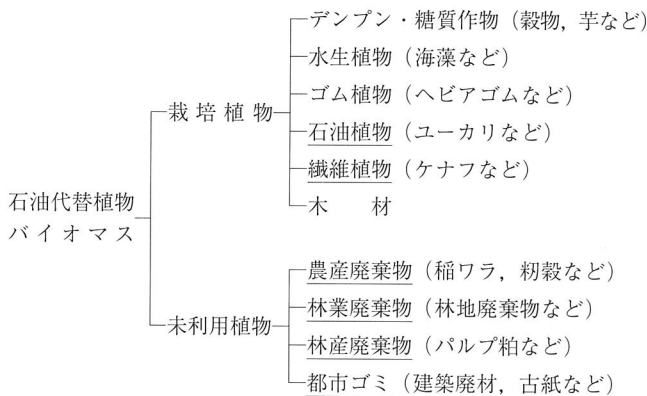 デンプン・糖質作物(穀物,芋など)
水生植物(海藻など)
ゴム植物(ヘビアゴムなど)
栽培植物
石油植物(ユーカリなど)
繊維植物(ケナフなど)
木材
石油代替植物
バイオマス
農産廃棄物(稲ワラ,籾殻など)
林業廃棄物(林地廃棄物など)
未利用植物
林産廃棄物(パルプ粕など)
都市ゴミ(建築廃材,古紙など)